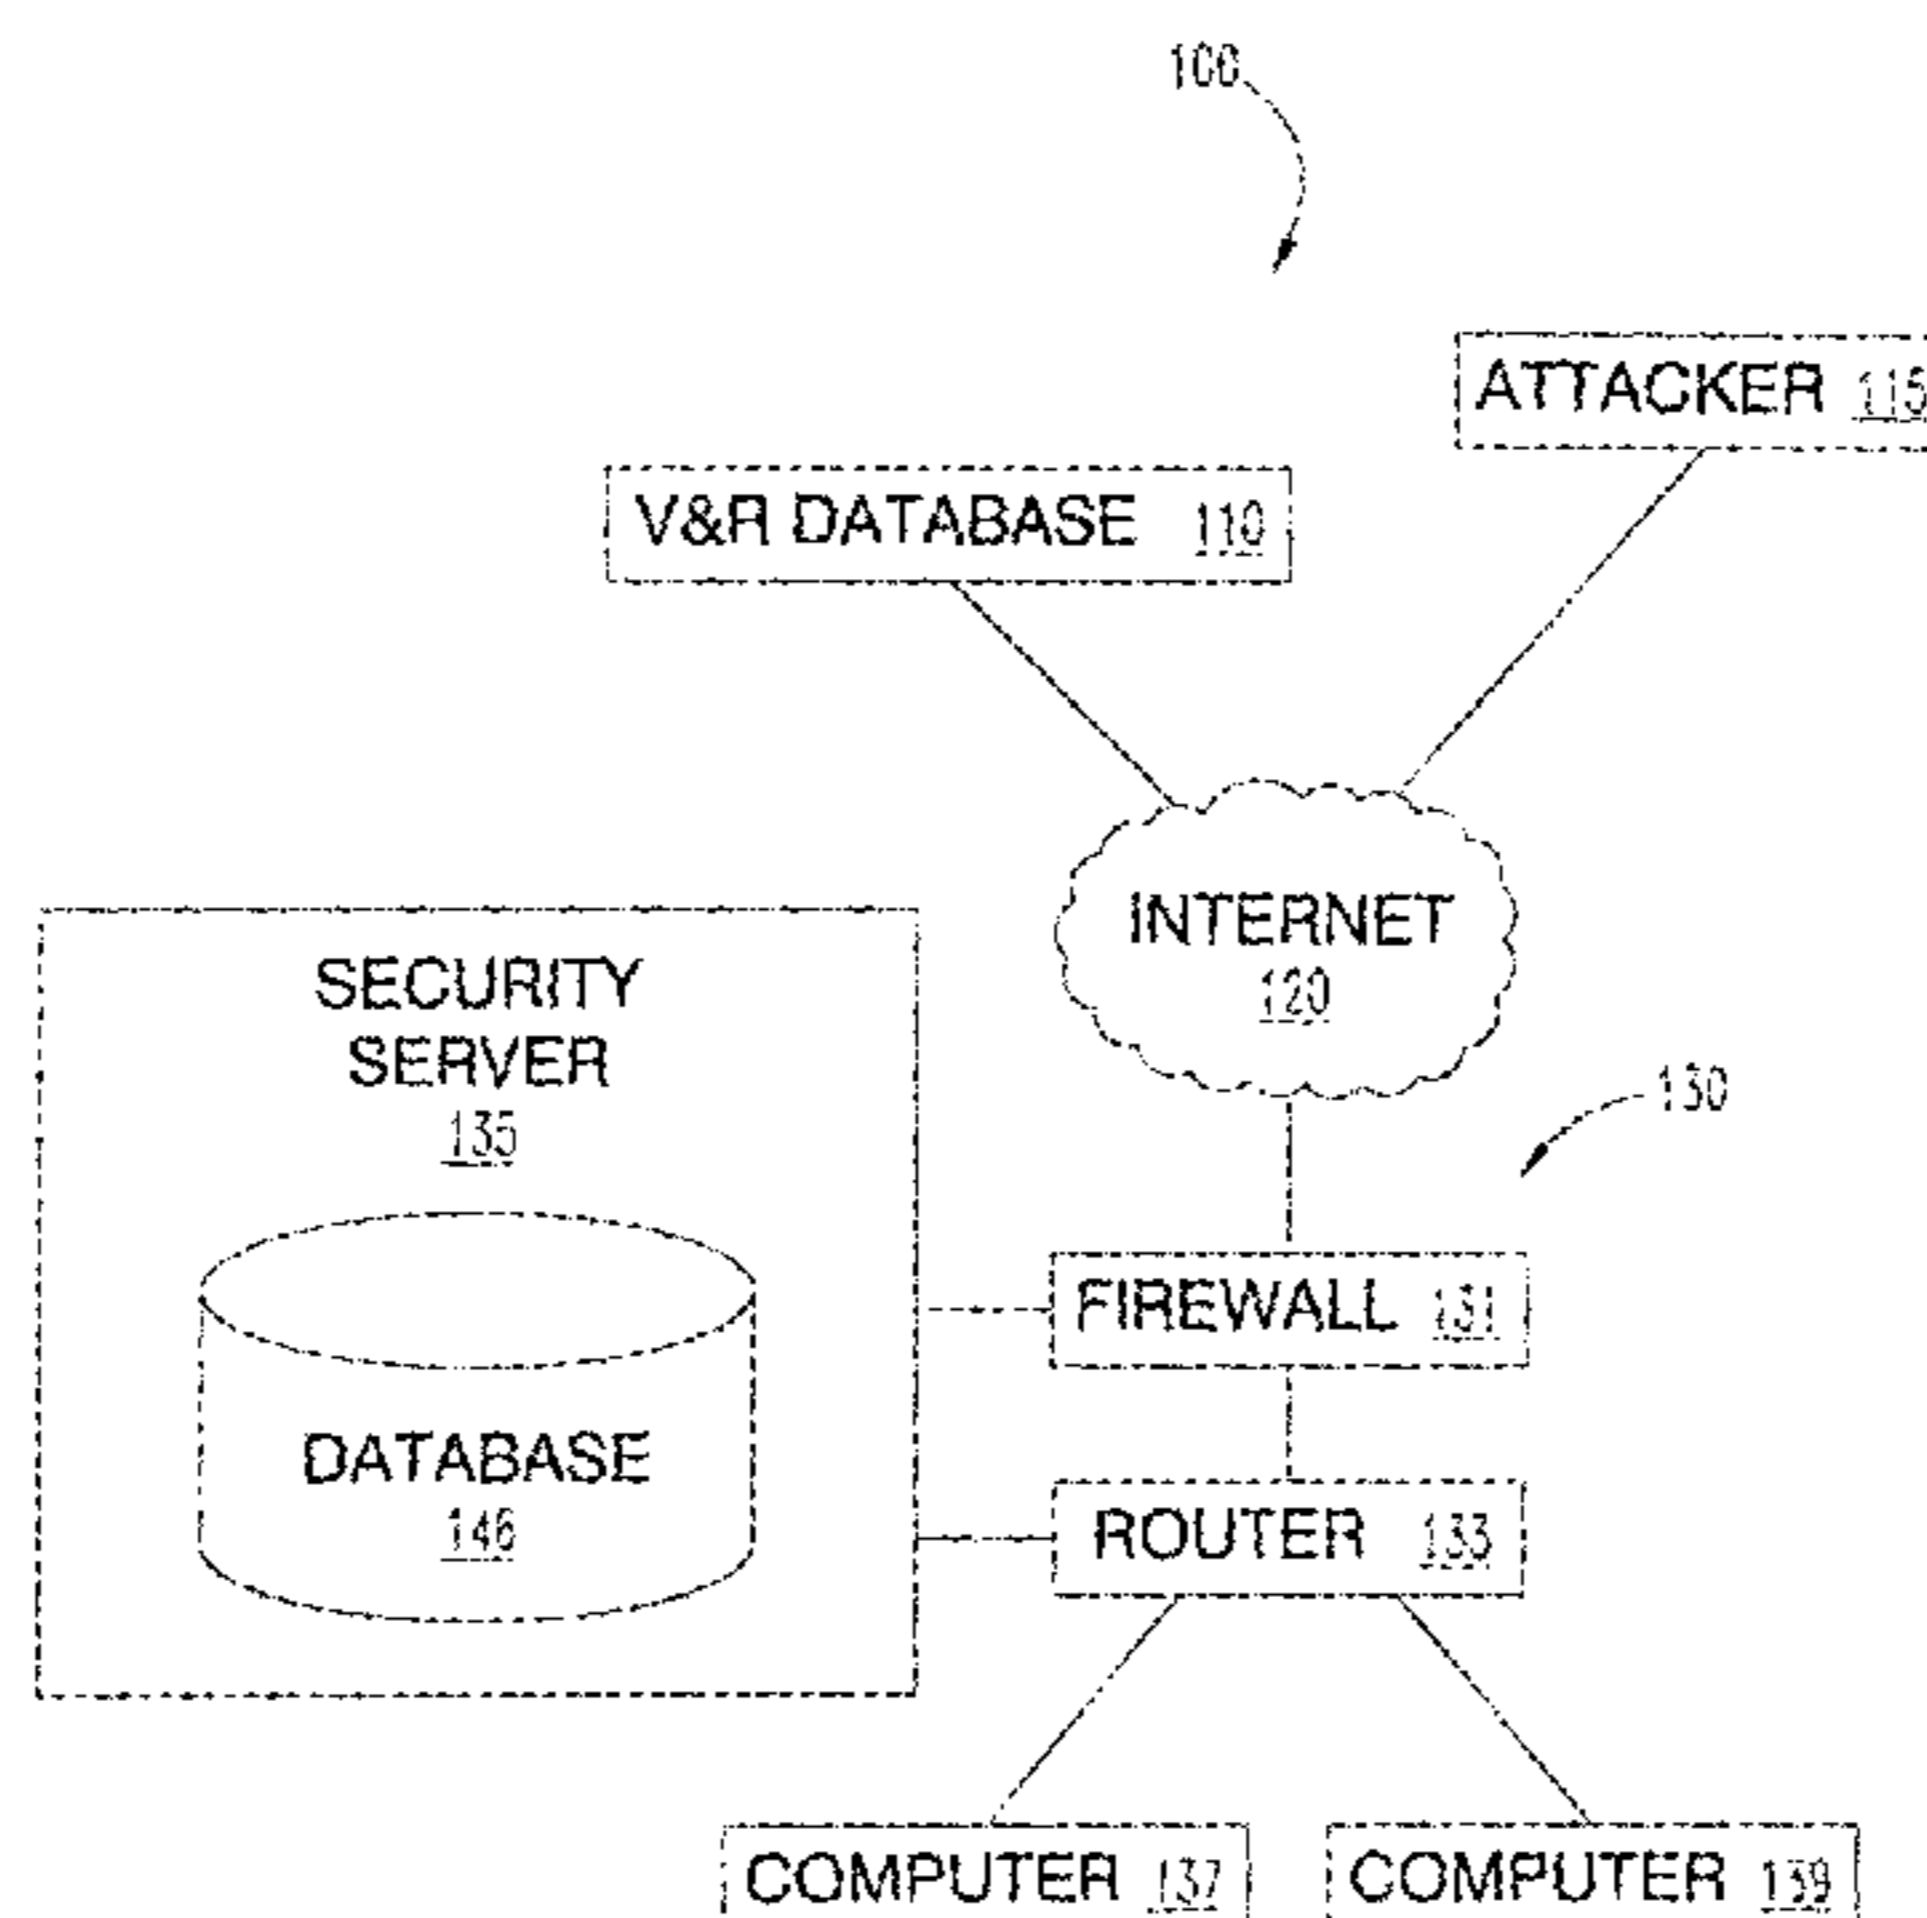 100
ATTACKER 115
V&R DATABASE 110
INTERNET
120
SECURITY
SERVER
135
130
FIREWALL 131
DATABASE
146
ROUTER 133
COMPUTER 137
COMPUTER 139